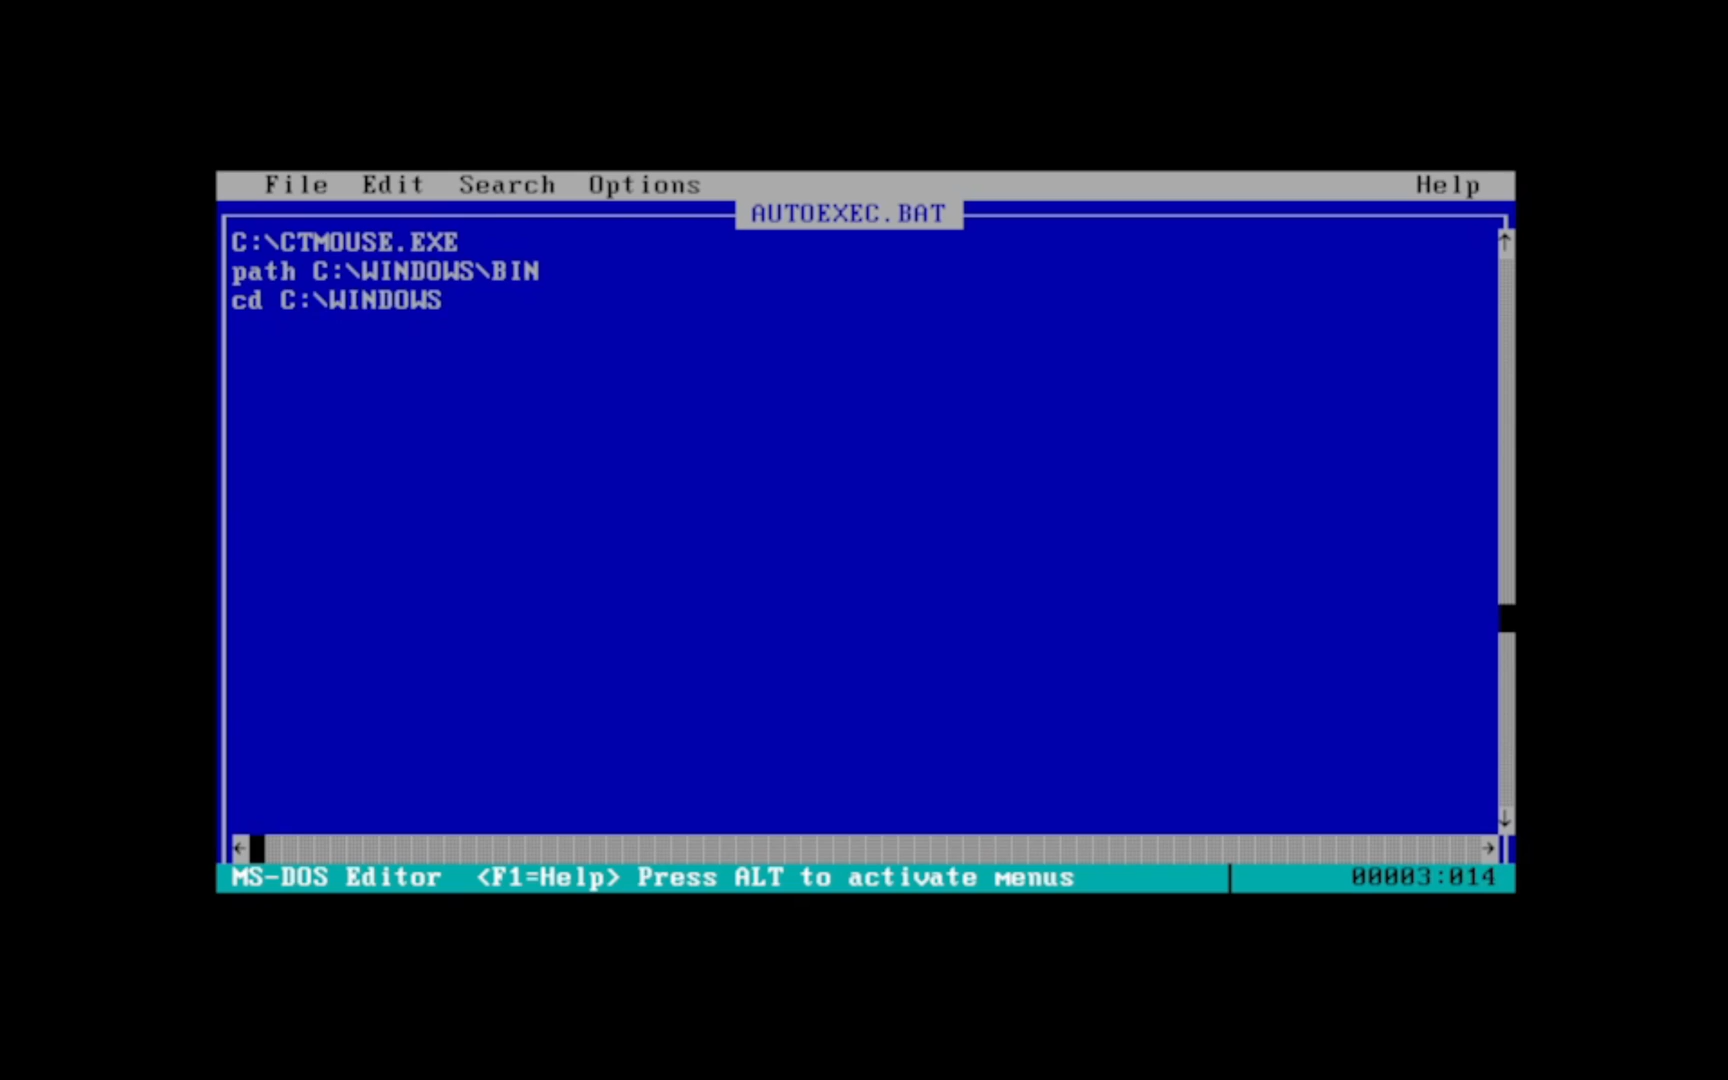 File Edit Search Options Help
AUTOEXEC.BAT
C:\CTMOUSE.EXE
path C:\WINDOWS\BIN
cd C:\WINDOWS
MS-DOS Editor <F1=Help> Press ALT to activate menus 00003:014